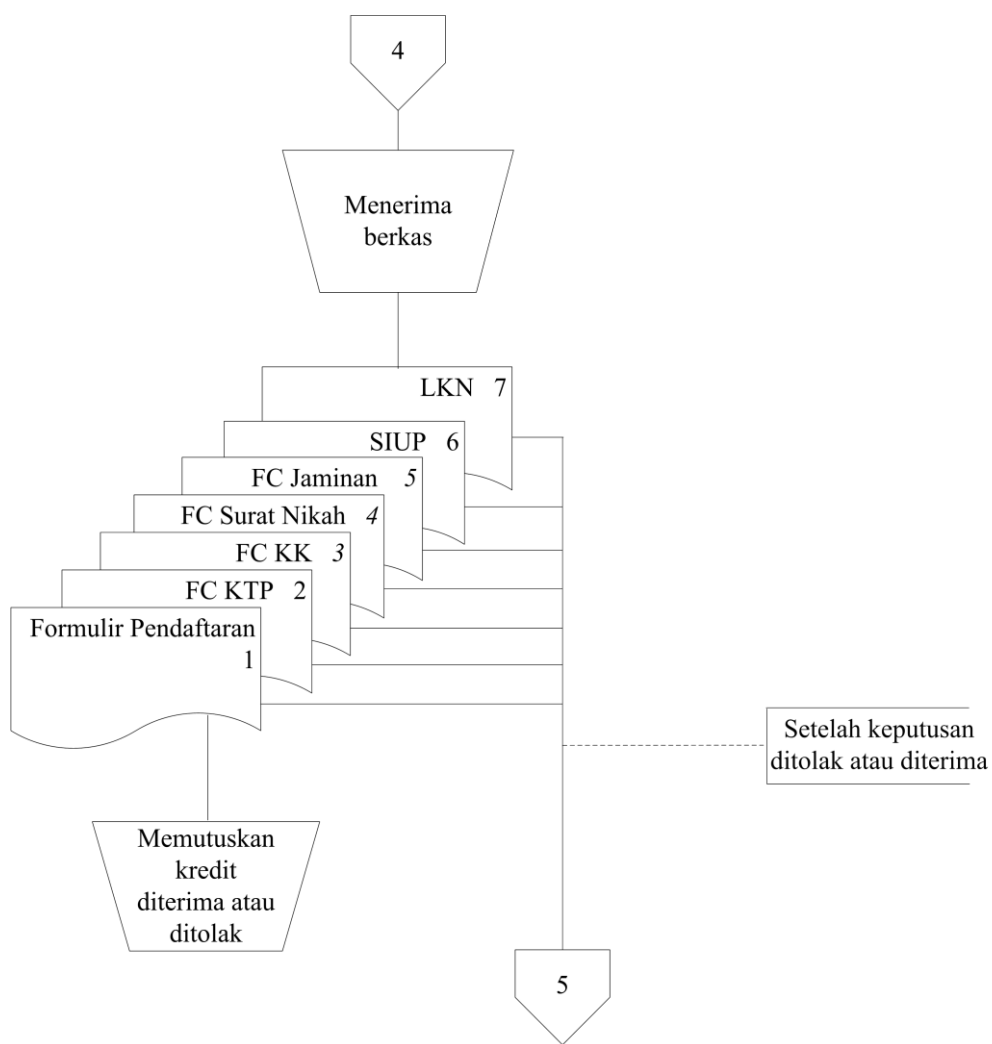 4
Menerima
berkas
LKN 7
SIUP 6
FC Jaminan 5
FC Surat Nikah 4
FC KK 3
FC KTP 2
Formulir Pendaftaran
1
Setelah keputusan
ditolak atau diterima
Memutuskan
kredit
diterima atau
ditolak
5